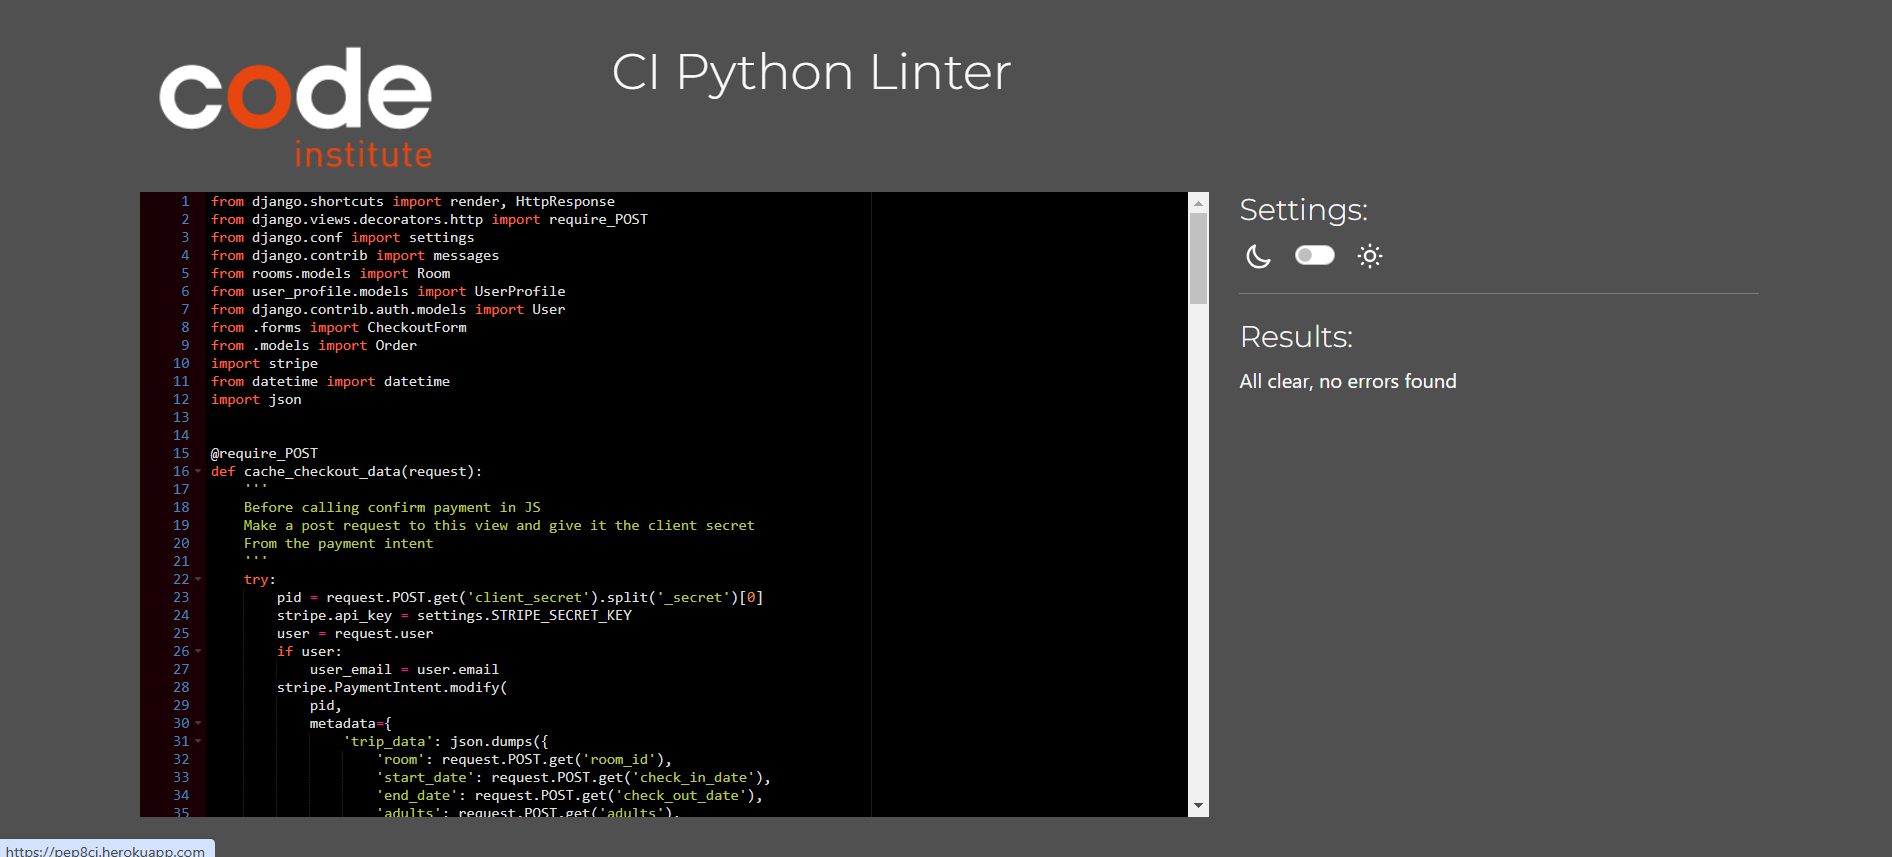 code
institute
CI Python Linter
1 from django.shortcuts import render, HttpResponse
2 from django.views.decorators.http import require_POST
3 from django.conf import settings
4 from django.contrib import messages
5 from rooms.models import Room
6 from user_profile.models import UserProfile
7 from django.contrib.auth.models import User
8 from .forms import CheckoutForm
9 from .models import Order
10 import stripe
11 from datetime import datetime
12 import json
13
14
15 @require_POST
16 def cache_checkout_data(request):
17     '''
18     Before calling confirm payment in JS
19     Make a post request to this view and give it the client secret
20     From the payment intent
21     '''
22     try:
23         pid = request.POST.get('client_secret').split('_secret')[0]
24         stripe.api_key = settings.STRIPE_SECRET_KEY
25         user = request.user
26         if user:
27             user_email = user.email
28         stripe.PaymentIntent.modify(
29             pid,
30             metadata={
31                 'trip_data': json.dumps({
32                     'room': request.POST.get('room_id'),
33                     'start_date': request.POST.get('check_in_date'),
34                     'end_date': request.POST.get('check_out_date'),
35                     'adults': request.POST.get('adults'),
Settings:
Results:
All clear, no errors found
https://pep8ci.herokuapp.com